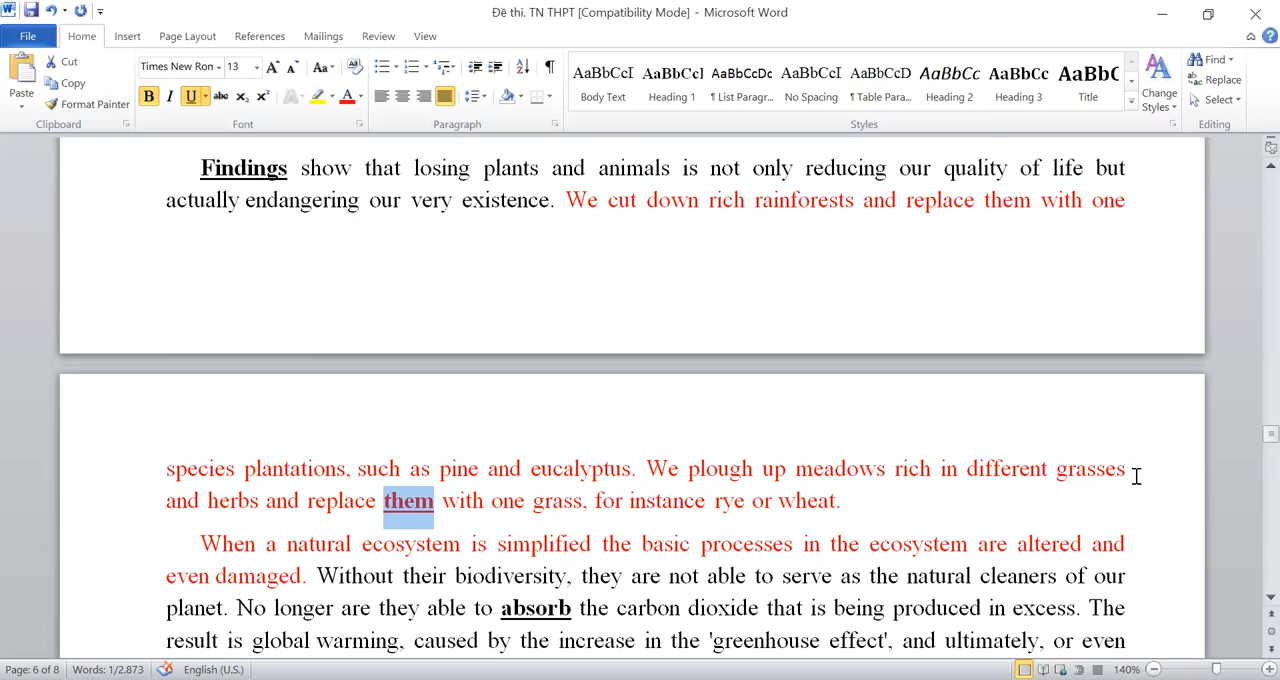 Đề thi. TN THPT [Compatibility Mode] - Microsoft Word
File Home Insert Page Layout References Mailings Review View
Cut
Copy
Format Painter
Paste
Times New Ron 13
Aa
B I U abc X₂ X² A A
AaBbCcI AaBbCc] AaBbCcDc AaBbCcI AaBbCcD AaBbCc AaBbCc AaBbC
Body Text Heading 1 ¶ List Paragr... No Spacing ¶ Table Para... Heading 2 Heading 3 Title
Change Styles
Find
Replace
Select
Clipboard Font Paragraph Styles Editing
Findings show that losing plants and animals is not only reducing our quality of life but
actually endangering our very existence. We cut down rich rainforests and replace them with one
species plantations, such as pine and eucalyptus. We plough up meadows rich in different grasses
and herbs and replace them with one grass, for instance rye or wheat.
When a natural ecosystem is simplified the basic processes in the ecosystem are altered and
even damaged. Without their biodiversity, they are not able to serve as the natural cleaners of our
planet. No longer are they able to absorb the carbon dioxide that is being produced in excess. The
result is global warming, caused by the increase in the 'greenhouse effect', and ultimately, or even
Page: 6 of 8 Words: 1/2.873 English (U.S.) 140%